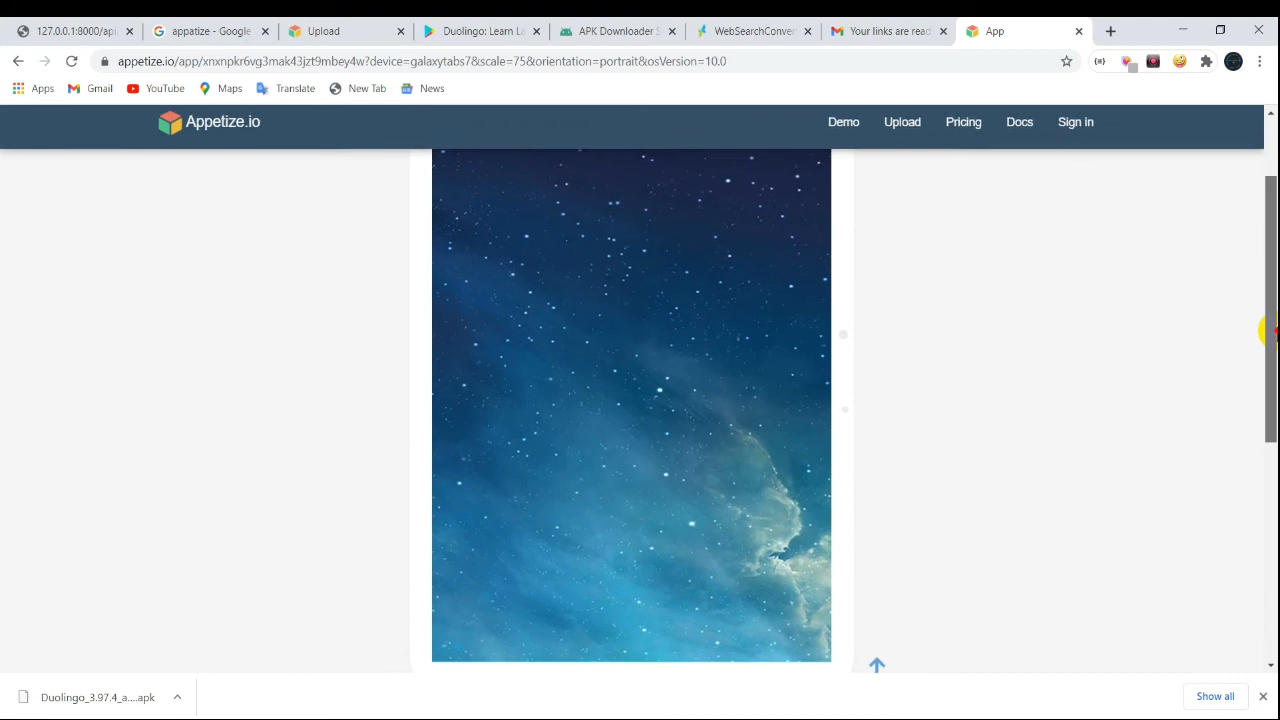 127.0.0.1:8000/api
appatize - Google
Upload
Duolingo: Learn La
APK Downloader S
WebSearchConver
Your links are read
App
appetize.io/app/xnxnpkr6vg3mak43jzt9mbey4w?device=galaxytabs7&scale=75&orientation=portrait&osVersion=10.0
Apps
Gmail
YouTube
Maps
Translate
New Tab
News
Appetize.io
Demo
Upload
Pricing
Docs
Sign in
Duolingo_3.97.4_a....apk
Show all